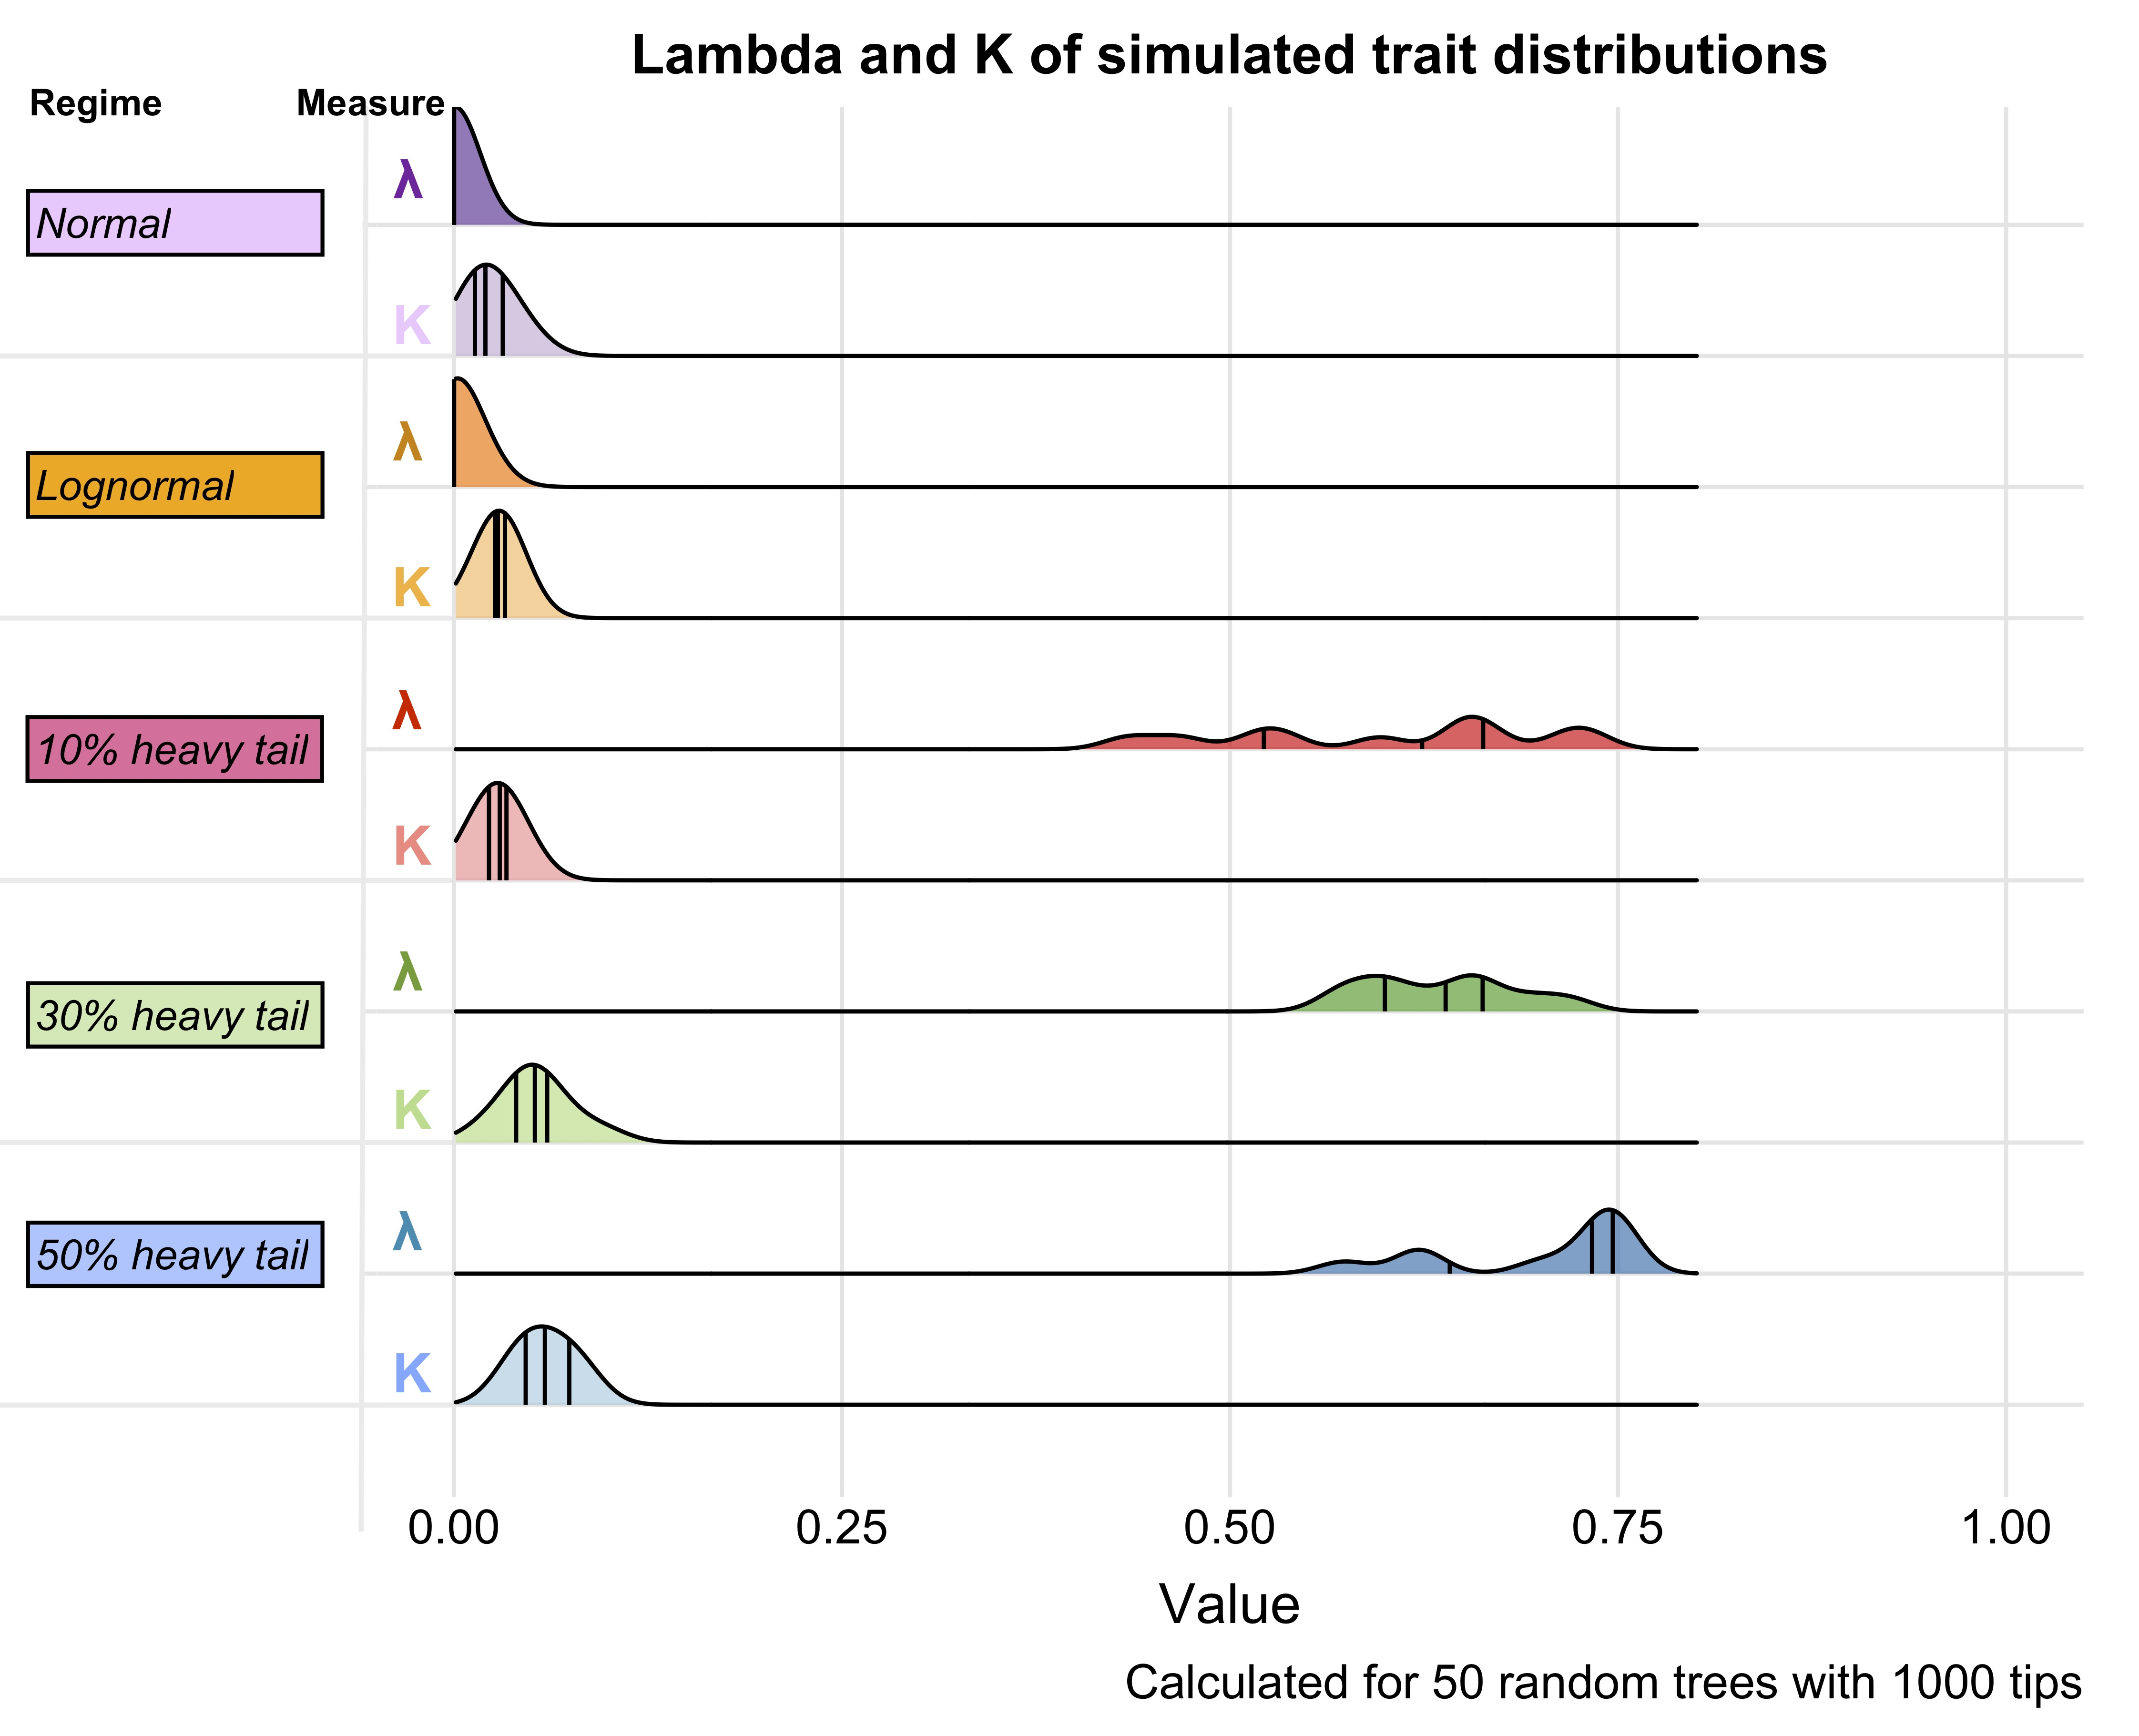 Lambda and K of simulated trait distributions
Regime Measure
λ
Normal
K
λ
Lognormal
K
λ
10% heavy tail
K
λ
30% heavy tail
K
λ
50% heavy tail
K
0.00 0.25 0.50 0.75 1.00
Value
Calculated for 50 random trees with 1000 tips